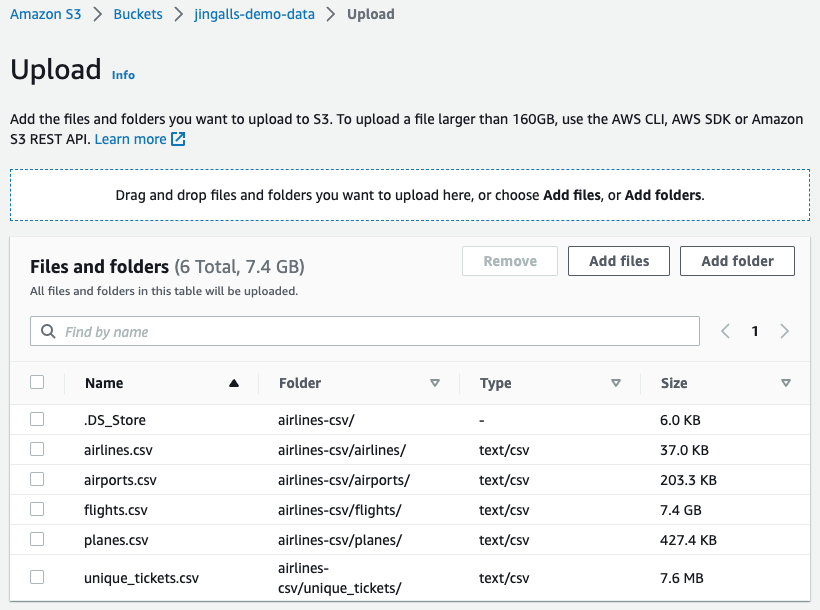 Amazon S3 > Buckets > jingalls-demo-data > Upload
Upload Info
Add the files and folders you want to upload to S3. To upload a file larger than 160GB, use the AWS CLI, AWS SDK or Amazon
S3 REST API. Learn more
Drag and drop files and folders you want to upload here, or choose Add files, or Add folders.
Files and folders (6 Total, 7.4 GB) Remove Add files Add folder
All files and folders in this table will be uploaded.
Find by name < 1 >
Name Folder Type Size
.DS_Store airlines-csv/ - 6.0 KB
airlines.csv airlines-csv/airlines/ text/csv 37.0 KB
airports.csv airlines-csv/airports/ text/csv 203.3 KB
flights.csv airlines-csv/flights/ text/csv 7.4 GB
planes.csv airlines-csv/planes/ text/csv 427.4 KB
unique_tickets.csv airlines-
csv/unique_tickets/ text/csv 7.6 MB